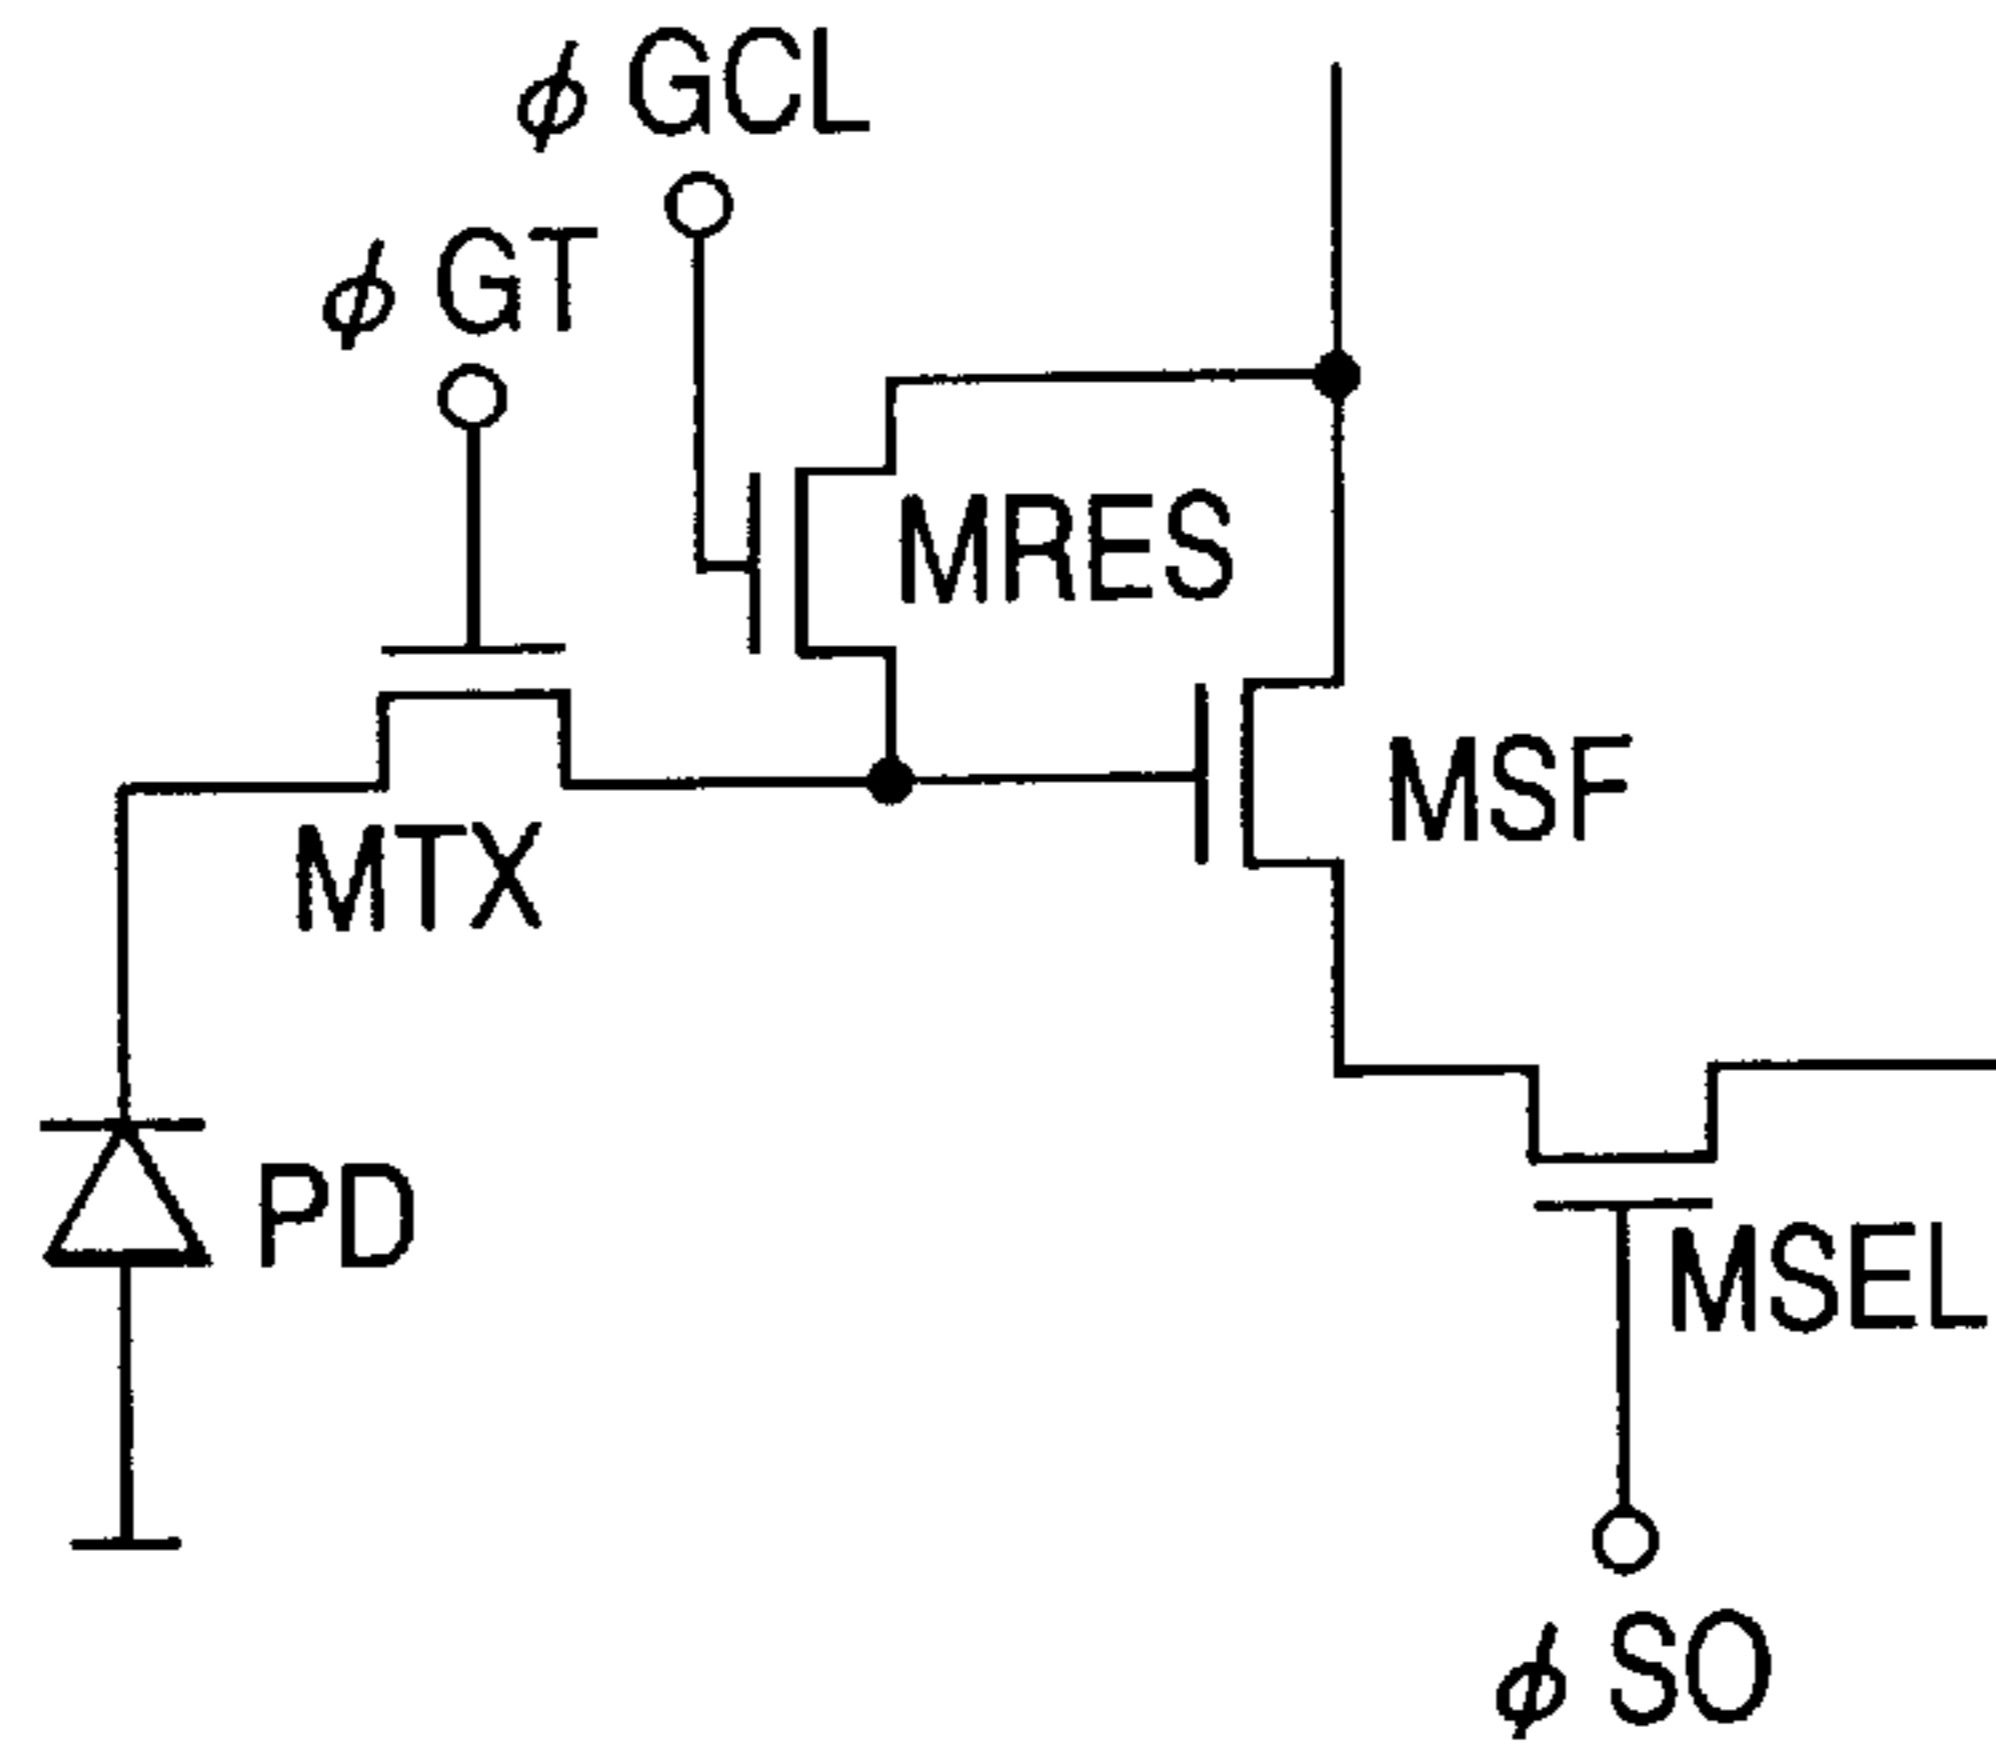 ϕ GCL
ϕ GT
MRES
MSF
MTX
PD
MSEL
ϕ SO